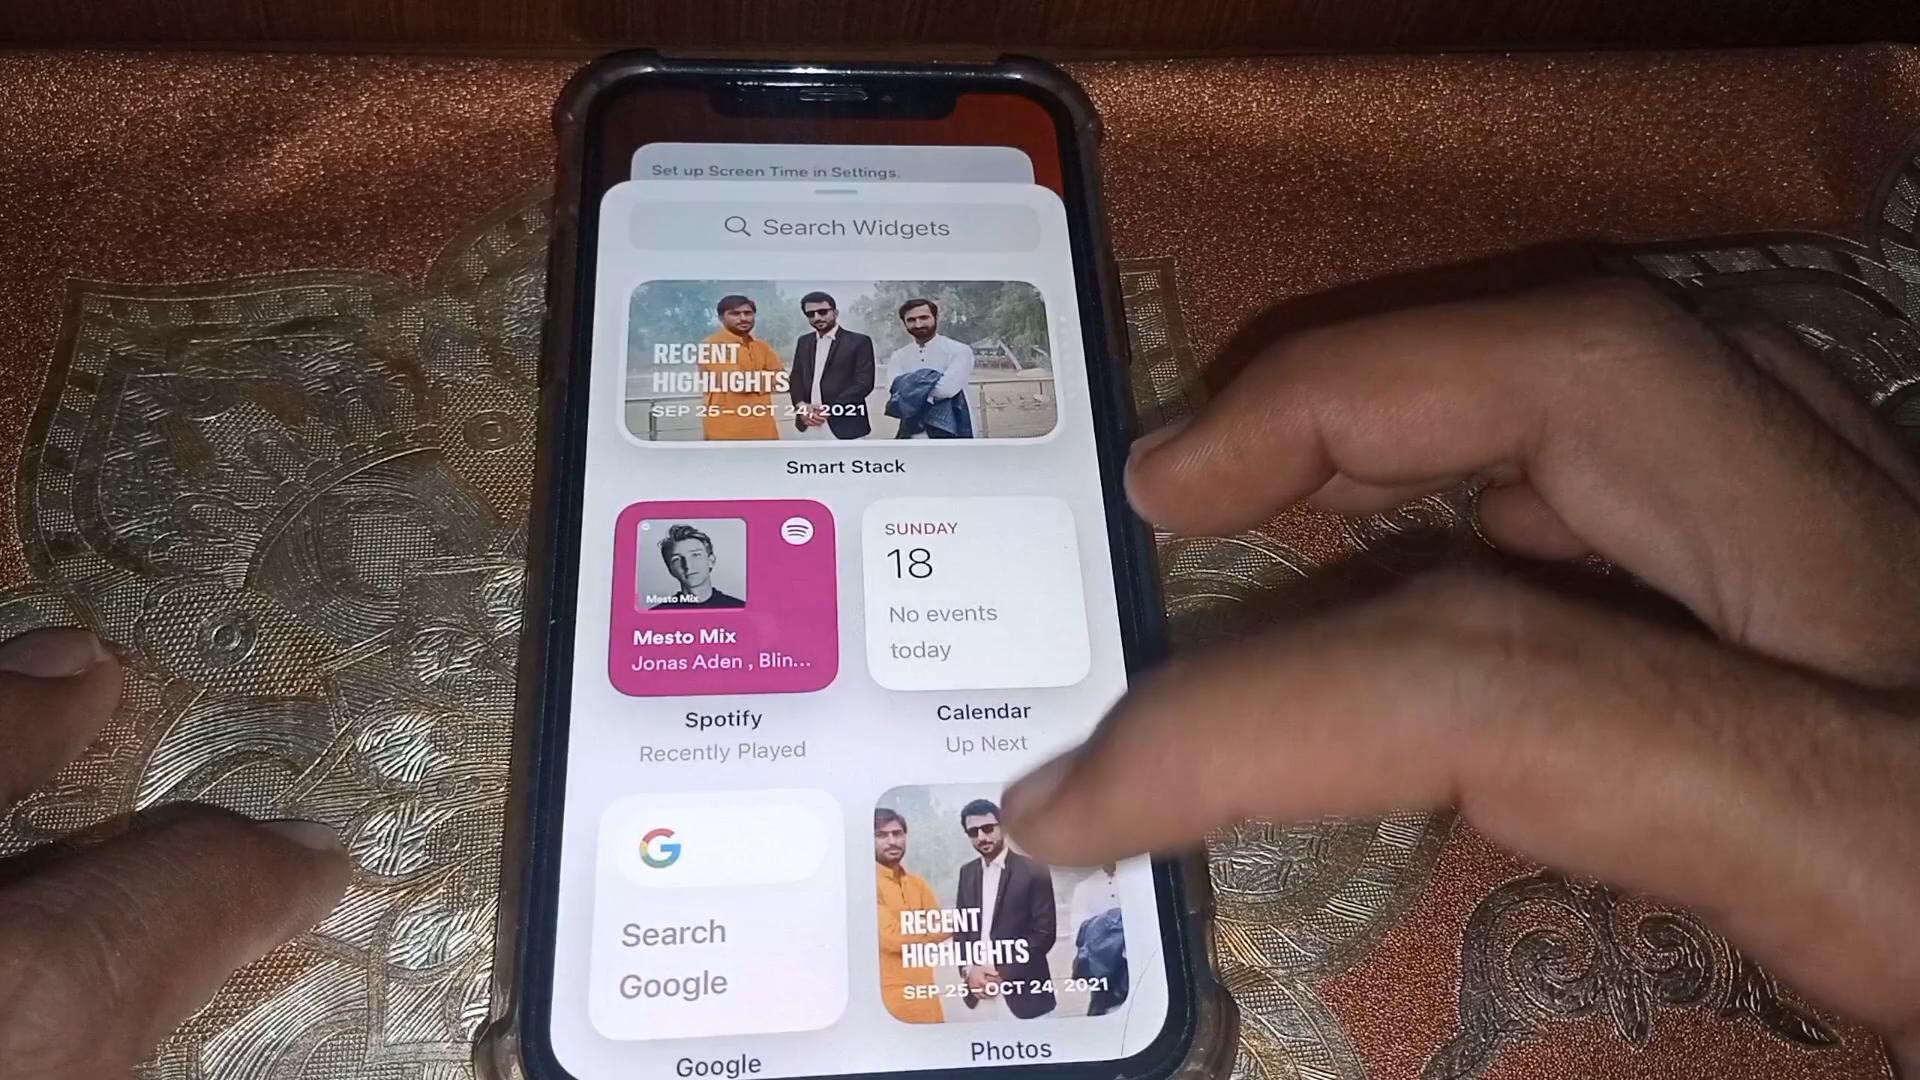 Set up Screen Time in Settings.
Search Widgets
RECENT
HIGHLIGHTS
SEP 25–OCT 24, 2021
Smart Stack
Mesto Mix
Mesto Mix
Jonas Aden , Blin...
Spotify
Recently Played
SUNDAY
18
No events
today
Calendar
Up Next
Search
Google
Google
RECENT
HIGHLIGHTS
SEP 25–OCT 24, 2021
Photos